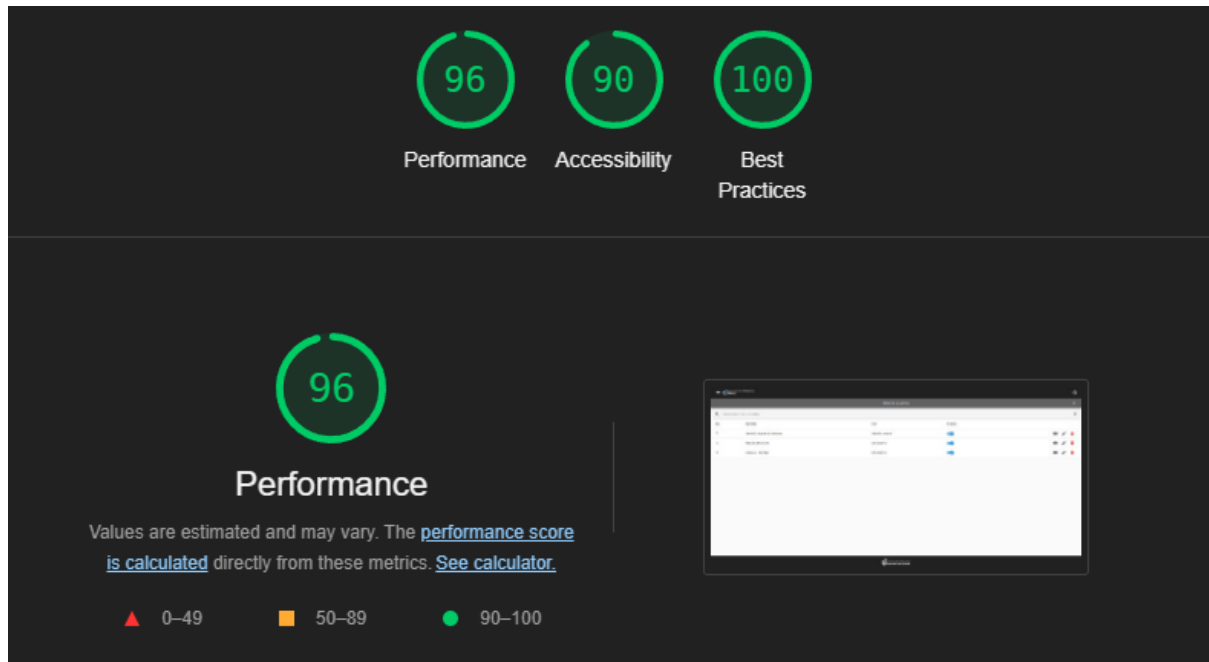 96
90
100
Performance
Accessibility
Best
Practices
96
Performance
Values are estimated and may vary. The performance score
is calculated directly from these metrics. See calculator.
0–49
50–89
90–100